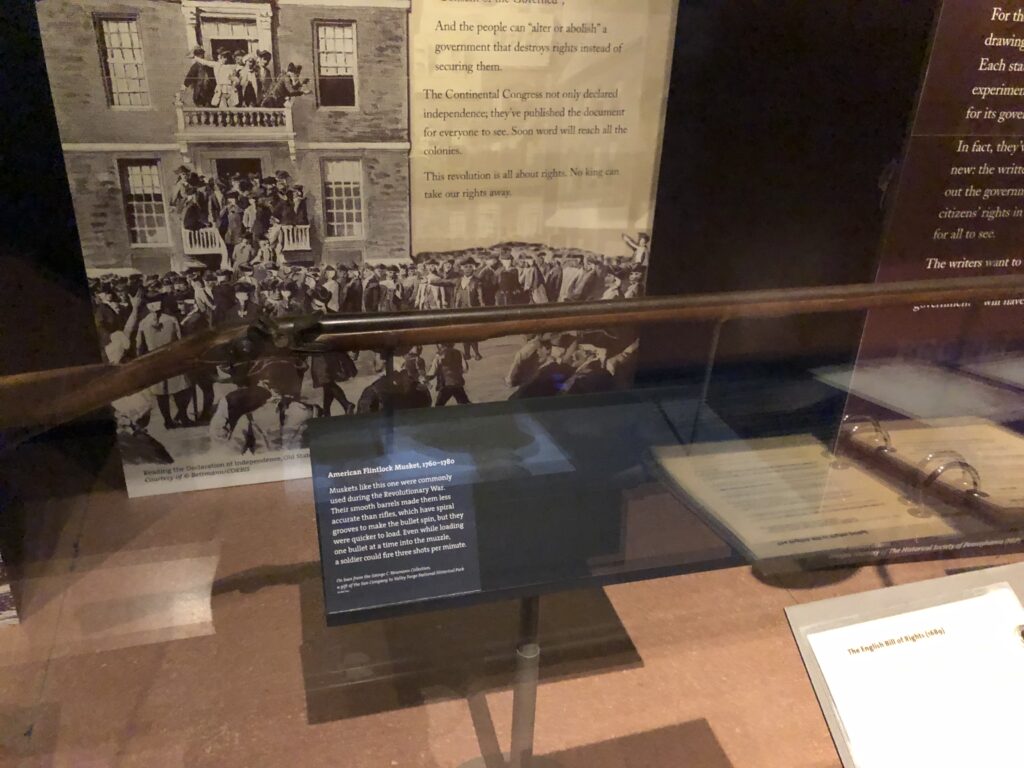 "Consent of the Governed",
And the people can "alter or abolish" a
government that destroys rights instead of
securing them.
The Continental Congress not only declared
independence; they've published the document
for everyone to see. Soon word will reach all the
colonies.
This revolution is all about rights. No king can
take our rights away.
Reading the Declaration of Independence, Old Stat
Courtesy of © Bettmann/CORBIS
For th
drawing
Each sta
experimen
for its gover
In fact, they'v
new: the writte
out the governm
citizens' rights in
for all to see.
The writers want to
government will have
American Flintlock Musket, 1760–1780
Muskets like this one were commonly
used during the Revolutionary War.
Their smooth barrels made them less
accurate than rifles, which have spiral
grooves to make the bullet spin, but they
were quicker to load. Even while loading
one bullet at a time into the muzzle,
a soldier could fire three shots per minute.
On loan from the George C. Neumann Collection,
a gift of the Sun Company to Valley Forge National Historical Park
The Historical Society of Pennsylvania
The English Bill of Rights (1689)